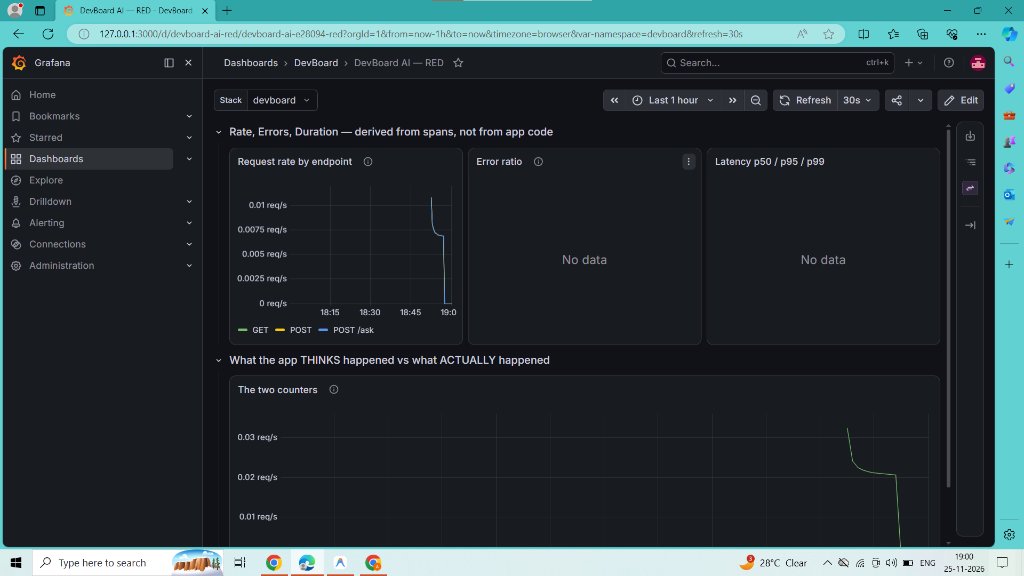 DevBoard AI — RED - DevBoard
127.0.0.1:3000/d/devboard-ai-red/devboard-ai-e28094-red?orgId=1&from=now-1h&to=now&timezone=browser&var-namespace=devboard&refresh=30s
Grafana
Dashboards › DevBoard › DevBoard AI — RED
Search...
ctrl+k
Home
Bookmarks
Starred
Dashboards
Explore
Drilldown
Alerting
Connections
Administration
Stack devboard
Last 1 hour
Refresh 30s
Edit
Rate, Errors, Duration — derived from spans, not from app code
Request rate by endpoint
0.01 req/s
0.0075 req/s
0.005 req/s
0.0025 req/s
0 req/s
18:15 18:30 18:45 19:0
GET POST POST /ask
Error ratio
No data
Latency p50 / p95 / p99
No data
What the app THINKS happened vs what ACTUALLY happened
The two counters
0.03 req/s
0.02 req/s
0.01 req/s
Type here to search
3
28°C Clear
ENG
19:00
25-11-2026